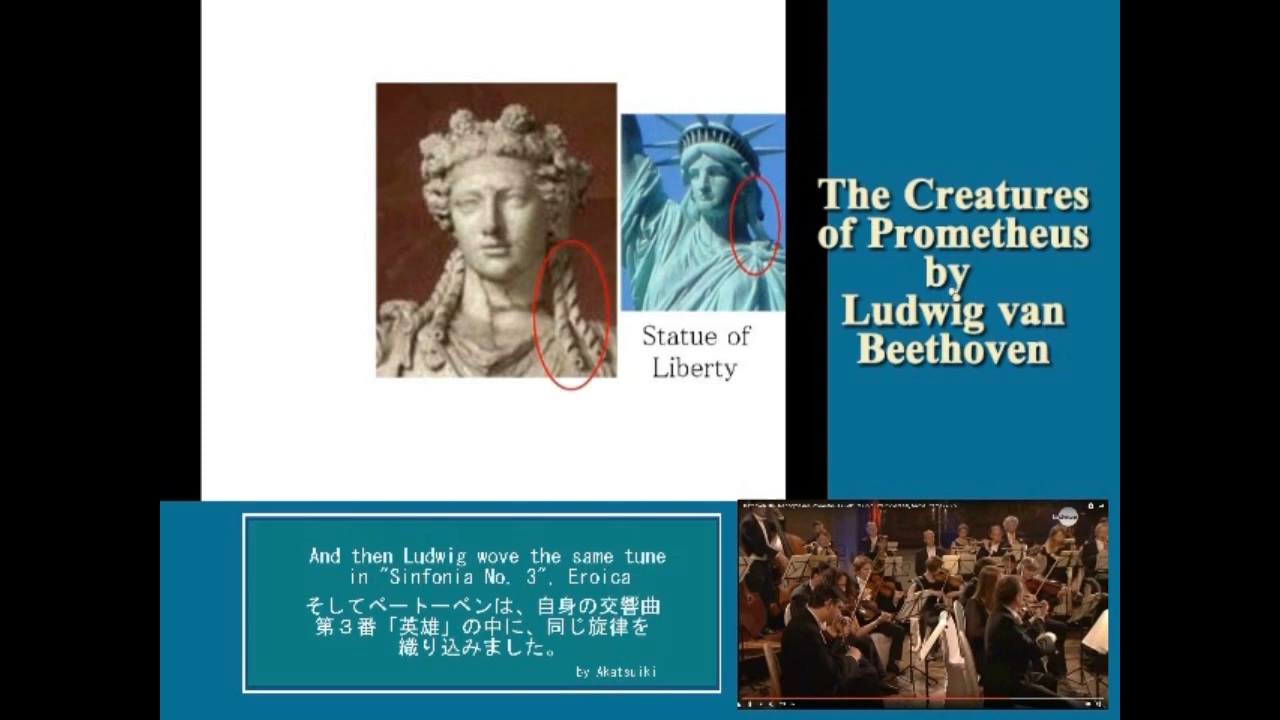 Statue of
Liberty
The Creatures
of Prometheus
by
Ludwig van
Beethoven
And then Ludwig wove the same tune
in "Sinfonia No. 3", Eroica
そしてベートーベンは、自身の交響曲
第３番「英雄」の中に、同じ旋律を
織り込みました。
by Akatsuiki